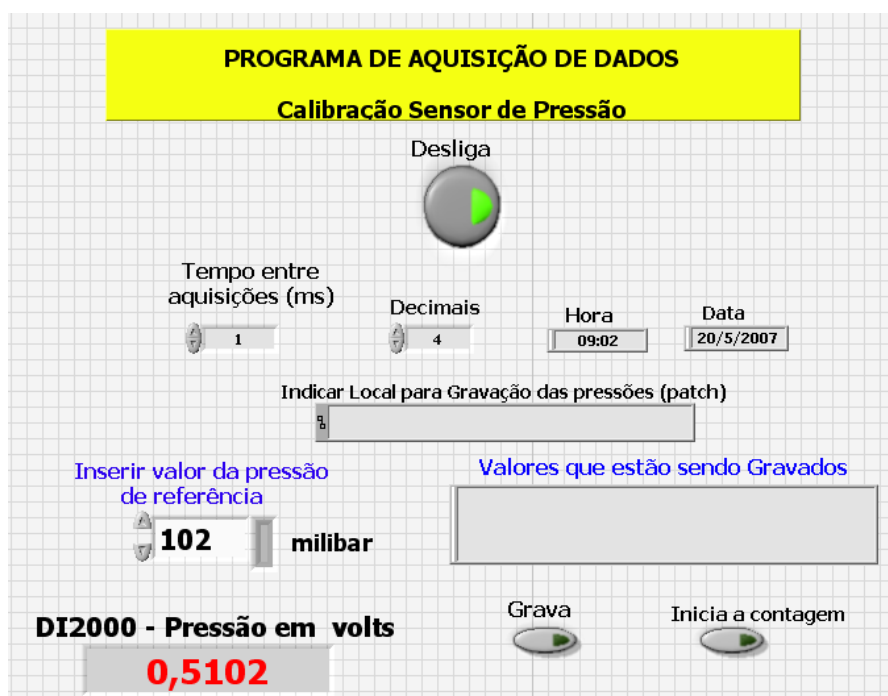 PROGRAMA DE AQUISIÇÃO DE DADOS
Calibração Sensor de Pressão
Desliga
Tempo entre
aquisições (ms)
1
Decimais
4
Hora
09:02
Data
20/5/2007
Indicar Local para Gravação das pressões (patch)
Inserir valor da pressão
de referência
102 milibar
Valores que estão sendo Gravados
DI2000 - Pressão em volts
0,5102
Grava
Inicia a contagem